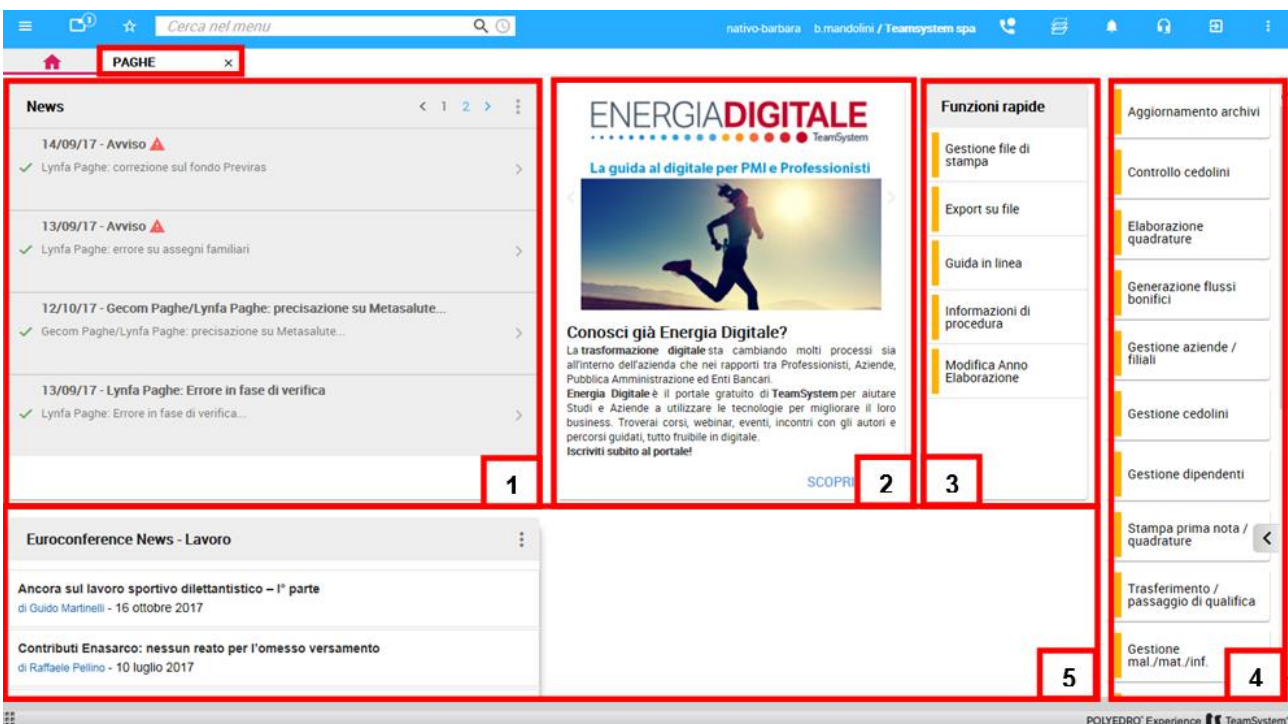 1
Cerca nel menu
nativo-barbara b.mandolini / Teamsystem spa
PAGHE ×
News
< 1 2 >
14/09/17 - Avviso
Lynfa Paghe: correzione sul fondo Previras
13/09/17 - Avviso
Lynfa Paghe: errore su assegni familiari
12/10/17 - Gecom Paghe/Lynfa Paghe: precisazione su Metasalute...
Gecom Paghe/Lynfa Paghe: precisazione su Metasalute...
13/09/17 - Lynfa Paghe: Errore in fase di verifica
Lynfa Paghe: Errore in fase di verifica...
1
ENERGIADIGITALE
TeamSystem
La guida al digitale per PMI e Professionisti
Conosci già Energia Digitale?
La trasformazione digitale sta cambiando molti processi sia
all'interno dell'azienda che nei rapporti tra Professionisti, Aziende,
Pubblica Amministrazione ed Enti Bancari.
Energia Digitale è il portale gratuito di TeamSystem per aiutare
Studi e Aziende a utilizzare le tecnologie per migliorare il loro
business. Troverai corsi, webinar, eventi, incontri con gli autori e
percorsi guidati, tutto fruibile in digitale.
Iscriviti subito al portale!
SCOPRI
2
Funzioni rapide
Gestione file di
stampa
Export su file
Guida in linea
Informazioni di
procedura
Modifica Anno
Elaborazione
3
Aggiornamento archivi
Controllo cedolini
Elaborazione
quadrature
Generazione flussi
bonifici
Gestione aziende /
filiali
Gestione cedolini
Gestione dipendenti
Stampa prima nota /
quadrature
Trasferimento /
passaggio di qualifica
Gestione
mal./mat./inf.
4
Euroconference News - Lavoro
Ancora sul lavoro sportivo dilettantistico – I° parte
di Guido Martinelli - 16 ottobre 2017
Contributi Enasarco: nessun reato per l'omesso versamento
di Raffaele Pellino - 10 luglio 2017
5
POLYEDRO® Experience TeamSystem